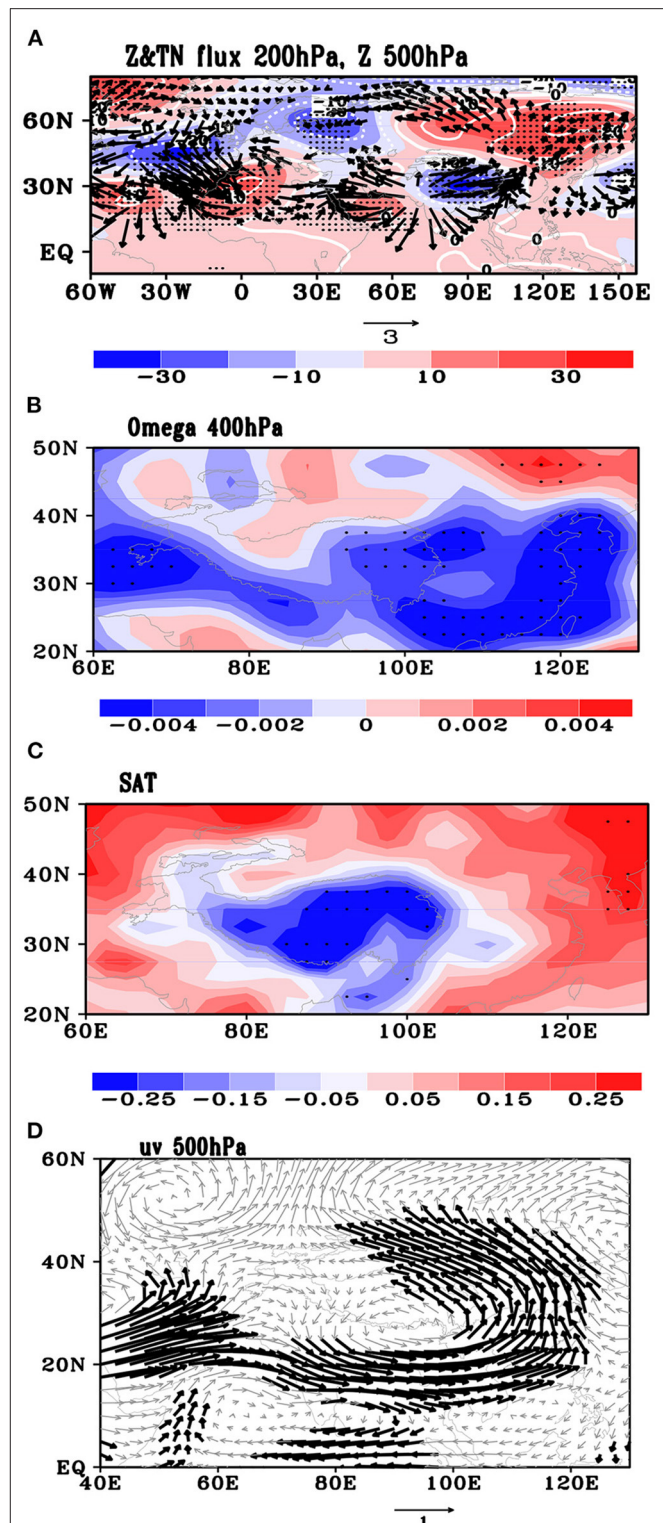 A
Z&TN flux 200hPa, Z 500hPa
60N
30N
EQ
60W 30W 0 30E 60E 90E 120E 150E
3
-30 -10 10 30
B
Omega 400hPa
50N
40N
30N
20N
60E 80E 100E 120E
-0.004 -0.002 0 0.002 0.004
C
SAT
50N
40N
30N
20N
60E 80E 100E 120E
-0.25 -0.15 -0.05 0.05 0.15 0.25
D
uv 500hPa
60N
40N
20N
EQ
40E 60E 80E 100E 120E
1